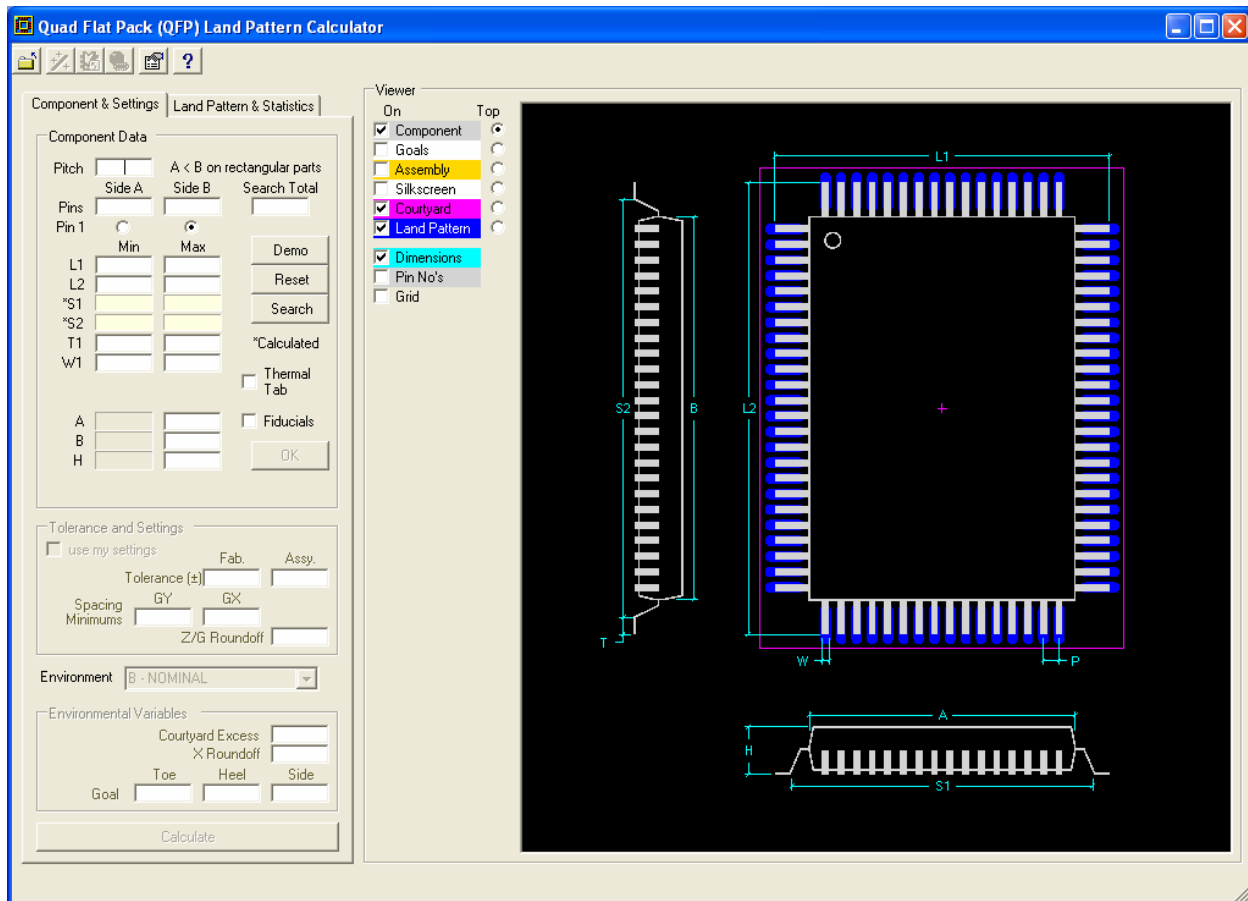 Quad Flat Pack (QFP) Land Pattern Calculator
?
Component & Settings
Land Pattern & Statistics
Component Data
Pitch
A < B on rectangular parts
Side A
Side B
Search Total
Pins
Pin 1
Min
Max
Demo
L1
Reset
L2
*S1
Search
*S2
T1
*Calculated
W1
Thermal
Tab
A
Fiducials
B
H
OK
Tolerance and Settings
use my settings
Fab.
Assy.
Tolerance (±)
GY
GX
Spacing
Minimums
Z/G Roundoff
Environment
B - NOMINAL
Environmental Variables
Courtyard Excess
X Roundoff
Toe
Heel
Side
Goal
Calculate
Viewer
On
Top
Component
Goals
Assembly
Silkscreen
Courtyard
Land Pattern
Dimensions
Pin No's
Grid
L1
S2
B
L2
T
W
P
A
H
S1